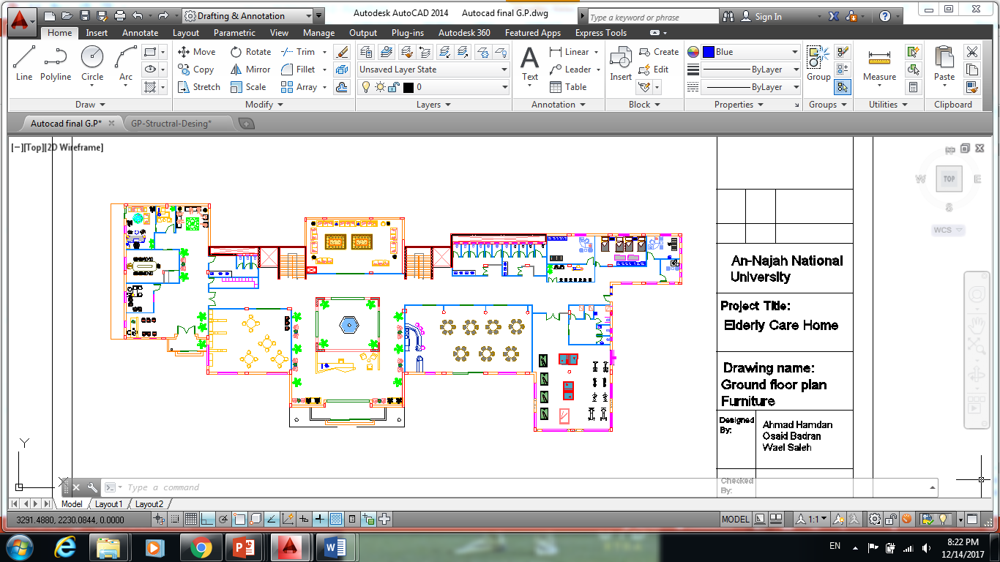 Drafting & Annotation
Autodesk AutoCAD 2014 Autocad final G.P.dwg
Type a keyword or phrase
Sign In
Home Insert Annotate Layout Parametric View Manage Output Plug-ins Autodesk 360 Featured Apps Express Tools
Line Polyline Circle Arc
Move Rotate Trim
Copy Mirror Fillet
Stretch Scale Array
Unsaved Layer State
0
Text
Linear
Leader
Table
Insert
Create
Edit
Blue
ByLayer
ByLayer
Group
Measure
Paste
Draw Modify Layers Annotation Block Properties Groups Utilities Clipboard
Autocad final G.P* GP-Structral-Desing*
[−][Top][2D Wireframe]
W TOP E
S
WCS
An-Najah National
University
Project Title:
Elderly Care Home
Drawing name:
Ground floor plan
Furniture
Designed
By:
Ahmad Hamdan
Osaid Badran
Wael Saleh
Checked
By:
Y
X
Type a command
Model Layout1 Layout2
3291.4880, 2230.0844, 0.0000
MODEL
1:1
EN
8:22 PM
12/14/2017